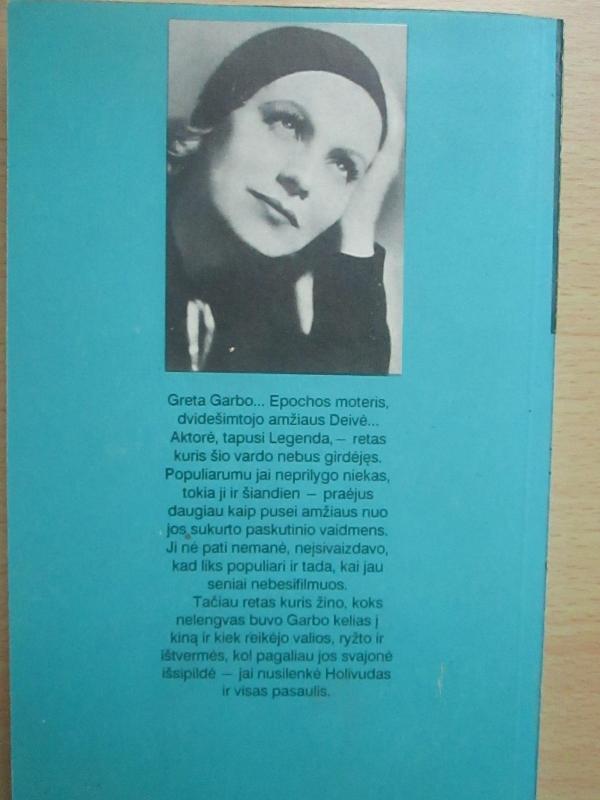 Greta Garbo... Epochos moteris,
dvidešimtojo amžiaus Deivė...
Aktorė, tapusi Legenda,— retas
kuris šio vardo nebus girdėjęs.
Populiarumu jai neprilygo niekas,
tokia ji ir šiandien — praėjus
daugiau kaip pusei amžiaus nuo
jos sukurto paskutinio vaidmens.
Ji nė pati nemanė, neįsivaizdavo,
kad liks populiari ir tada, kai jau
seniai nebesifilmuos.
Tačiau retas kuris žino, koks
nelengvas buvo Garbo kelias į
kiną ir kiek reikėjo valios, ryžto ir
ištvermės, kol pagaliau jos svajonė
išsipildė — jai nusilenkė Holivudas
ir visas pasaulis.